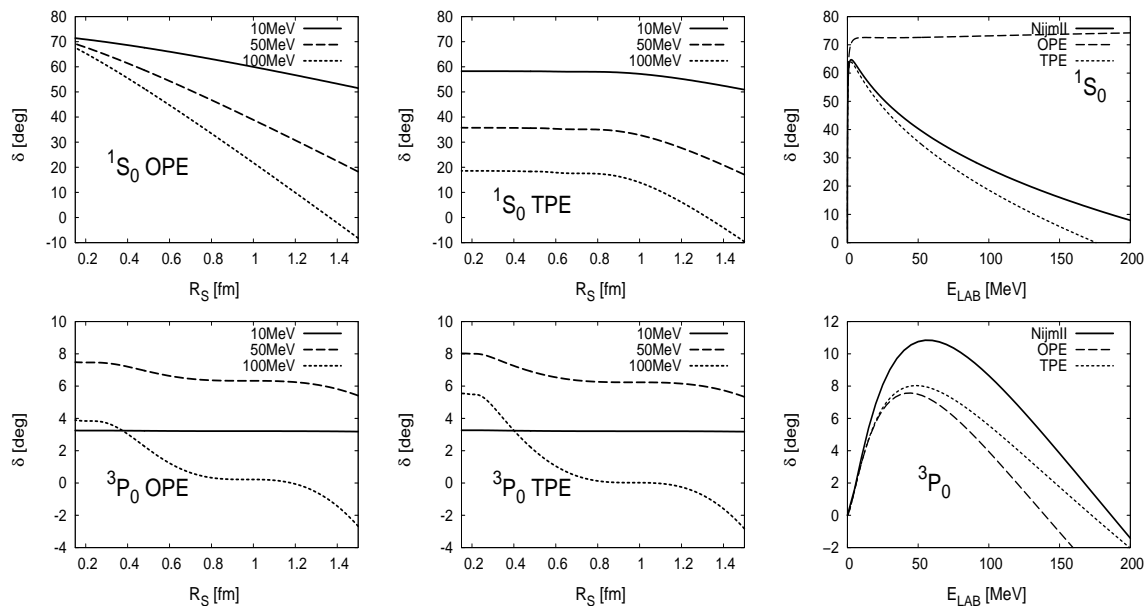 80
70
60
50
40
30
20
10
0
-10
δ [deg]
0.2 0.4 0.6 0.8 1 1.2 1.4
R_S [fm]
10MeV
50MeV
100MeV
¹S₀ OPE
80
70
60
50
40
30
20
10
0
-10
δ [deg]
0.2 0.4 0.6 0.8 1 1.2 1.4
R_S [fm]
10MeV
50MeV
100MeV
¹S₀ TPE
80
70
60
50
40
30
20
10
0
δ [deg]
0 50 100 150 200
E_LAB [MeV]
NijmII
OPE
TPE
¹S₀
10
8
6
4
2
0
-2
-4
δ [deg]
0.2 0.4 0.6 0.8 1 1.2 1.4
R_S [fm]
10MeV
50MeV
100MeV
³P₀ OPE
10
8
6
4
2
0
-2
-4
δ [deg]
0.2 0.4 0.6 0.8 1 1.2 1.4
R_S [fm]
10MeV
50MeV
100MeV
³P₀ TPE
12
10
8
6
4
2
0
−2
δ [deg]
0 50 100 150 200
E_LAB [MeV]
NijmII
OPE
TPE
³P₀